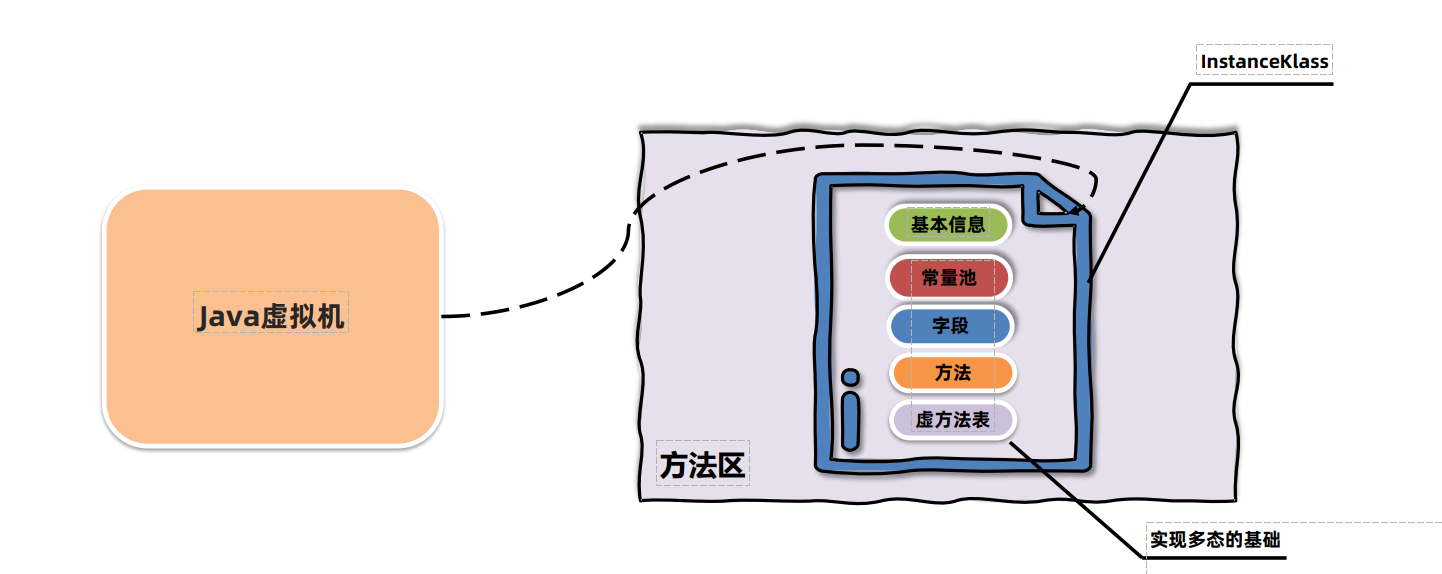 InstanceKlass
Java虚拟机
基本信息
常量池
字段
方法
虚方法表
方法区
实现多态的基础